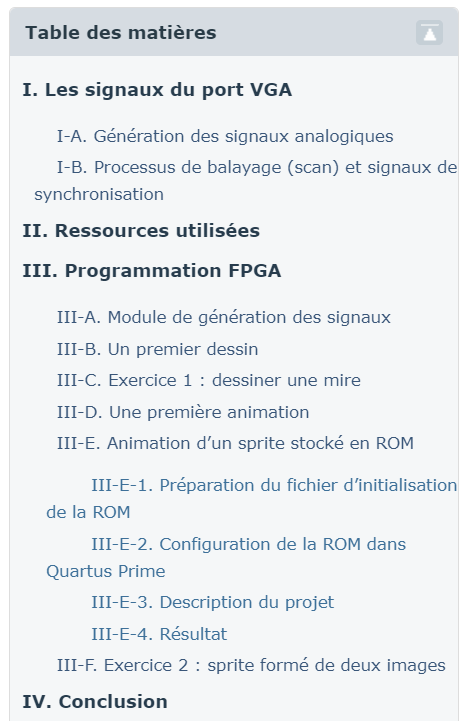 Table des matières
I. Les signaux du port VGA
I-A. Génération des signaux analogiques
I-B. Processus de balayage (scan) et signaux de
synchronisation
II. Ressources utilisées
III. Programmation FPGA
III-A. Module de génération des signaux
III-B. Un premier dessin
III-C. Exercice 1 : dessiner une mire
III-D. Une première animation
III-E. Animation d’un sprite stocké en ROM
III-E-1. Préparation du fichier d’initialisation
de la ROM
III-E-2. Configuration de la ROM dans
Quartus Prime
III-E-3. Description du projet
III-E-4. Résultat
III-F. Exercice 2 : sprite formé de deux images
IV. Conclusion